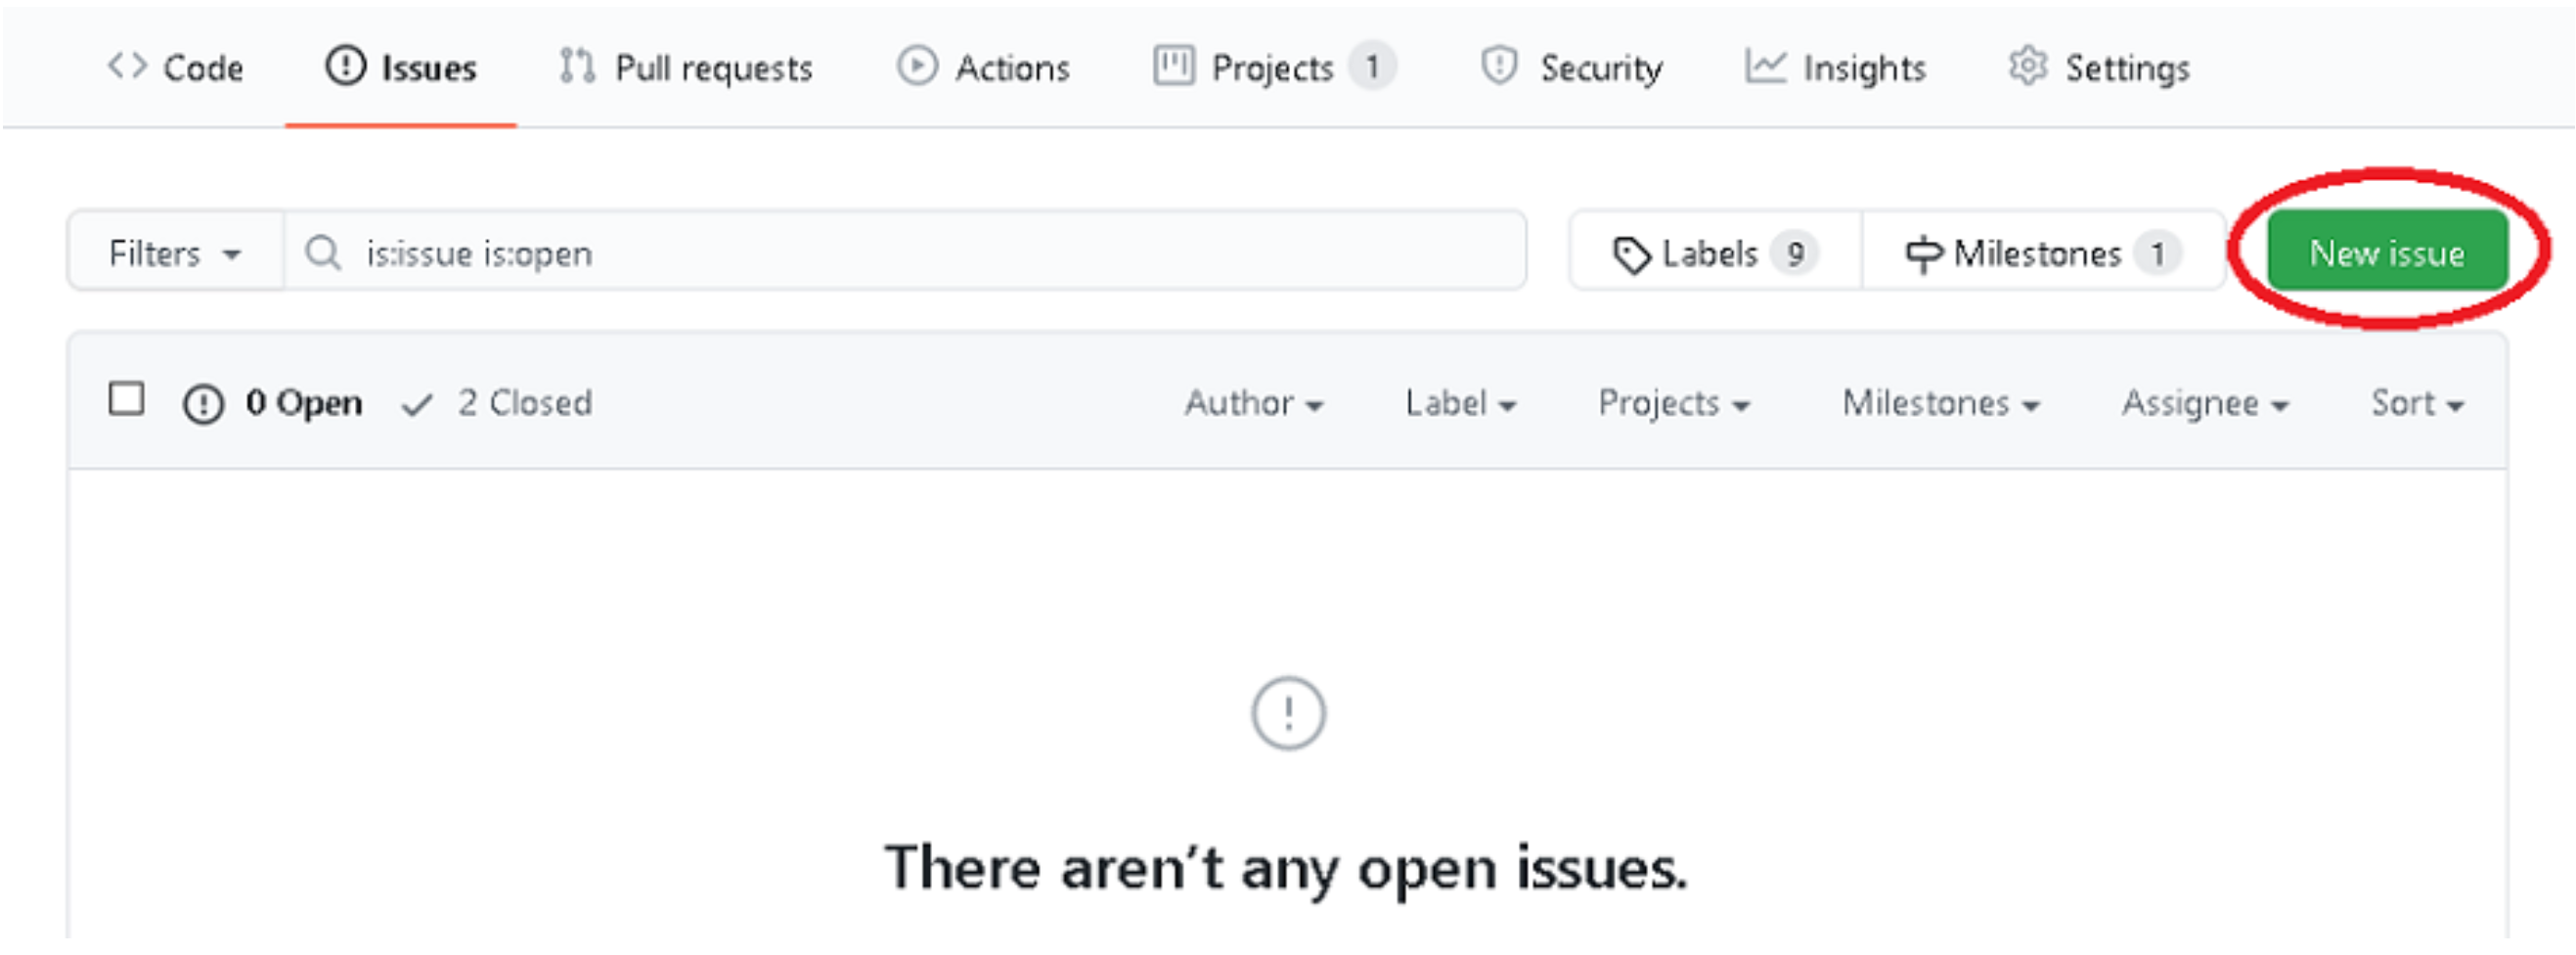 Code Issues Pull requests Actions Projects 1 Security Insights Settings
Filters is:issue is:open Labels 9 Milestones 1 New issue
0 Open 2 Closed Author Label Projects Milestones Assignee Sort
There aren't any open issues.